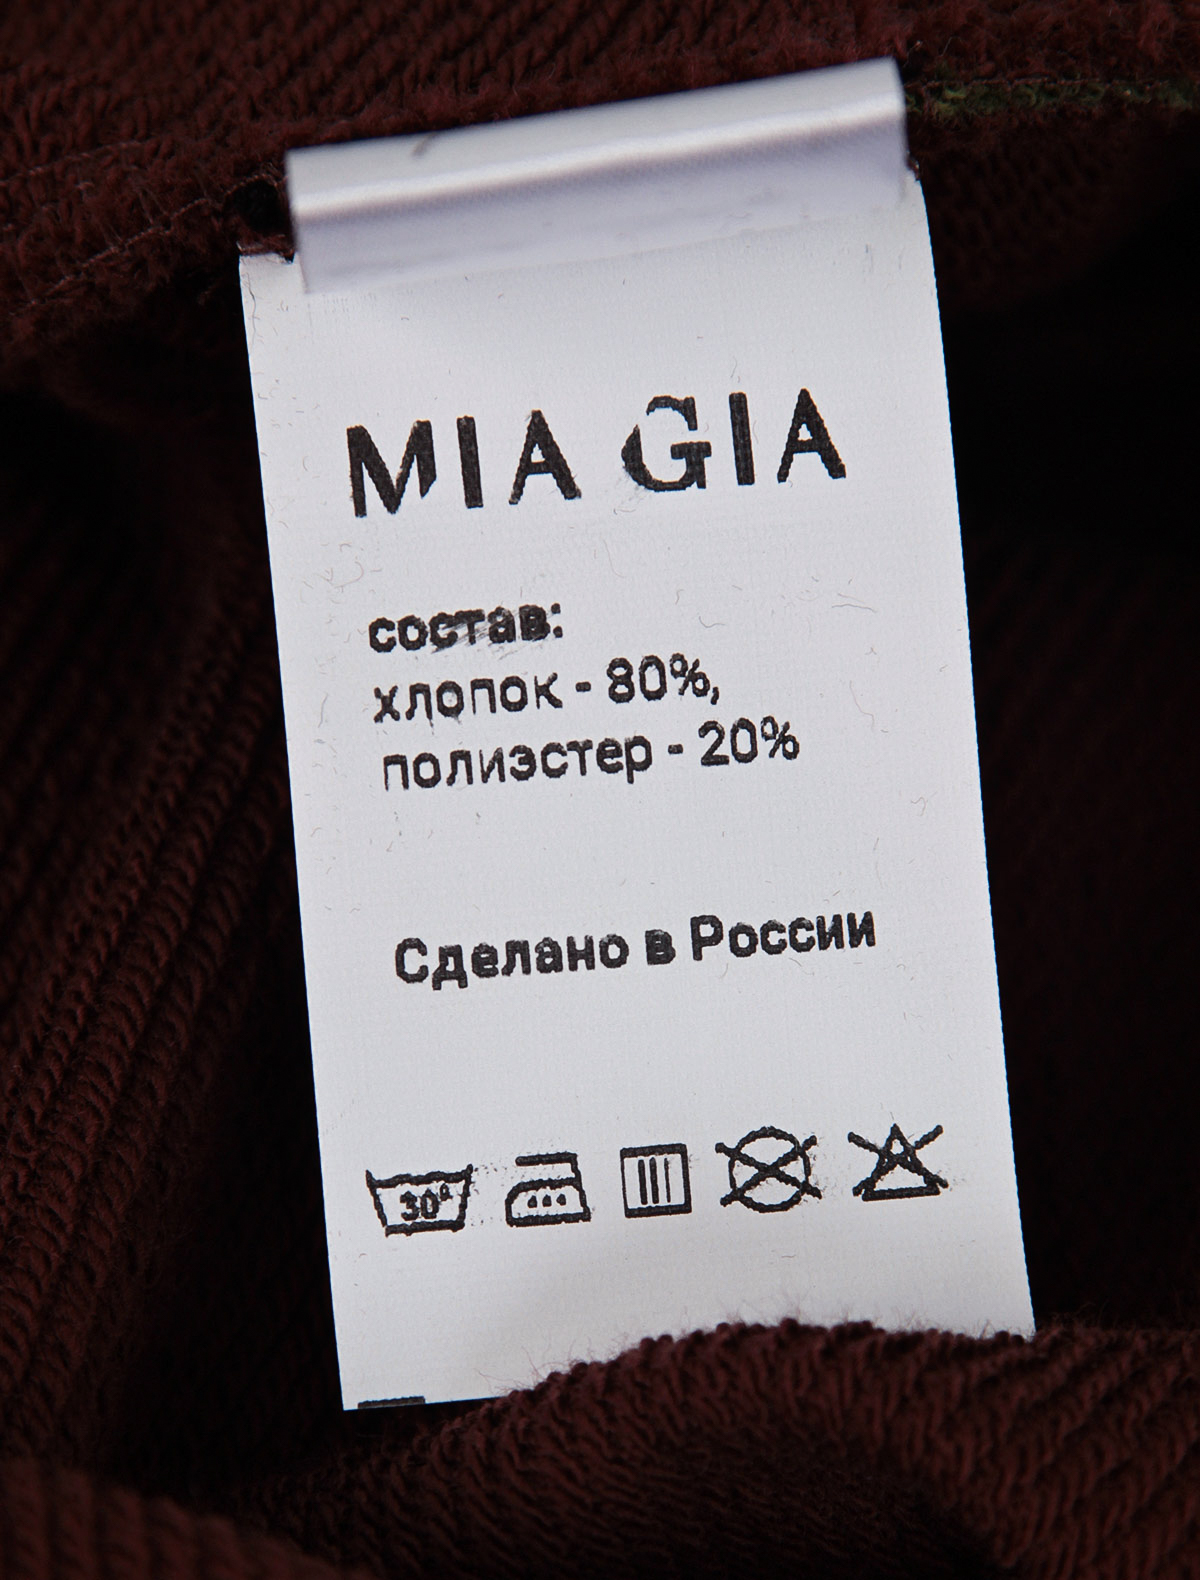 MIA GIA
состав:
хлопок - 80%,
полиэстер - 20%
Сделано в России
30°